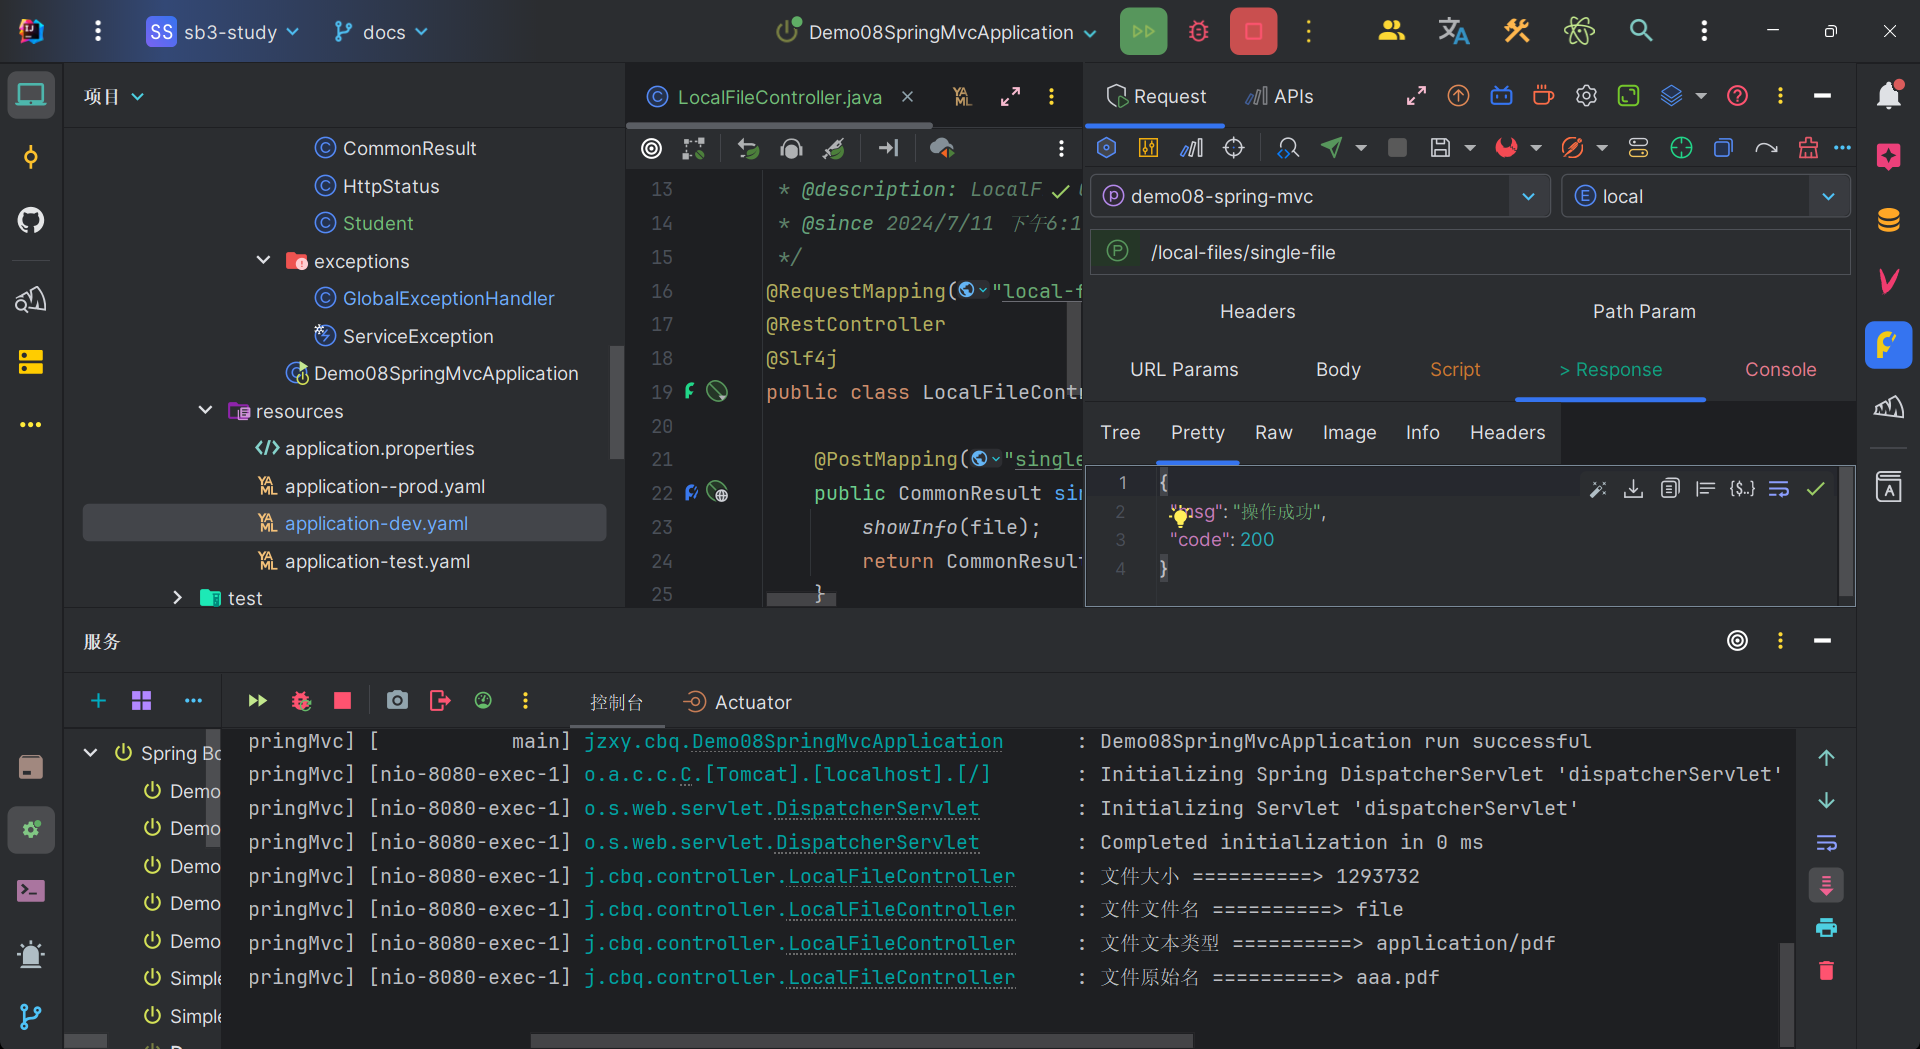 SS sb3-study docs Demo08SpringMvcApplication
项目
CommonResult
HttpStatus
Student
exceptions
GlobalExceptionHandler
ServiceException
Demo08SpringMvcApplication
resources
application.properties
application--prod.yaml
application-dev.yaml
application-test.yaml
test
LocalFileController.java
13 * @description: LocalF
14 * @since 2024/7/11 下午6:1
15 */
16 @RequestMapping("local-f
17 @RestController
18 @Slf4j
19 public class LocalFileContr
20
21 @PostMapping("single
22 public CommonResult sin
23 showInfo(file);
24 return CommonResult
25 }
Request APIs
demo08-spring-mvc local
/local-files/single-file
Headers Path Param
URL Params Body Script > Response Console
Tree Pretty Raw Image Info Headers
1 {
2 "msg": "操作成功",
3 "code": 200
4 }
服务
控制台 Actuator
Spring Bo
Demo
Demo
Demo
Demo
Demo
Simple
Simple
pringMvc] [ main] jzxy.cbq.Demo08SpringMvcApplication : Demo08SpringMvcApplication run successful
pringMvc] [nio-8080-exec-1] o.a.c.c.C.[Tomcat].[localhost].[/] : Initializing Spring DispatcherServlet 'dispatcherServlet'
pringMvc] [nio-8080-exec-1] o.s.web.servlet.DispatcherServlet : Initializing Servlet 'dispatcherServlet'
pringMvc] [nio-8080-exec-1] o.s.web.servlet.DispatcherServlet : Completed initialization in 0 ms
pringMvc] [nio-8080-exec-1] j.cbq.controller.LocalFileController : 文件大小 ==========> 1293732
pringMvc] [nio-8080-exec-1] j.cbq.controller.LocalFileController : 文件文件名 ==========> file
pringMvc] [nio-8080-exec-1] j.cbq.controller.LocalFileController : 文件文本类型 ==========> application/pdf
pringMvc] [nio-8080-exec-1] j.cbq.controller.LocalFileController : 文件原始名 ==========> aaa.pdf